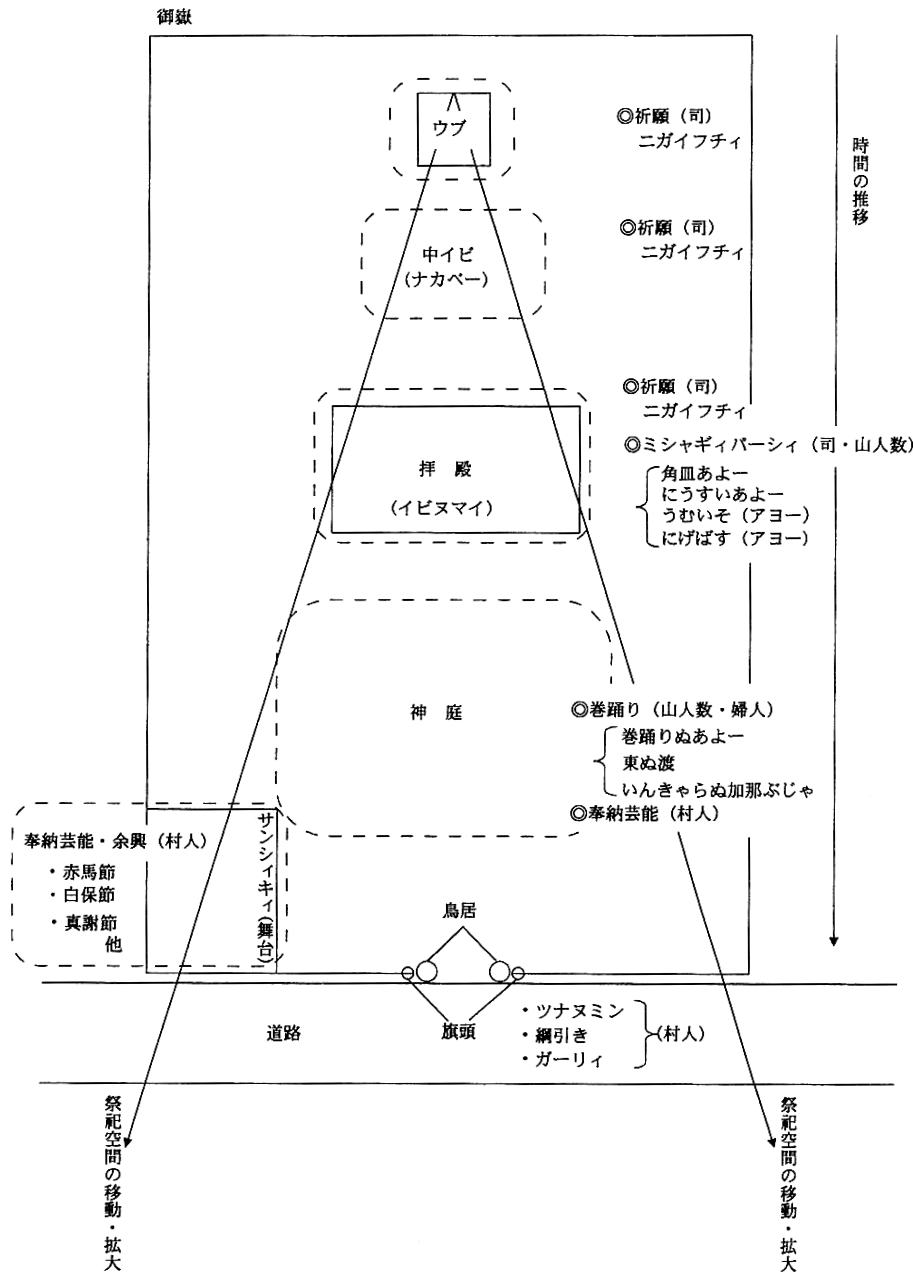 御嶽
ウブ
◎祈願（司）
ニガイフチィ
時間の推移
中イビ
（ナカベー）
◎祈願（司）
ニガイフチィ
◎祈願（司）
ニガイフチィ
拝 殿
（イビヌマイ）
◎ミシャギィパーシィ（司・山人数）
角皿あよー
にうすいあよー
うむいそ（アヨー）
にげばす（アヨー）
神 庭
◎巻踊り（山人数・婦人）
巻踊りぬあよー
東ぬ渡
いんきゃらぬ加那ぶじゃ
◎奉納芸能（村人）
奉納芸能・余興（村人）
・赤馬節
・白保節
・真謝節
他
サンシィキィ（舞台）
鳥居
旗頭
道路
・ツナヌミン
・綱引き
・ガーリィ
（村人）
祭祀空間の移動・拡大
祭祀空間の移動・拡大